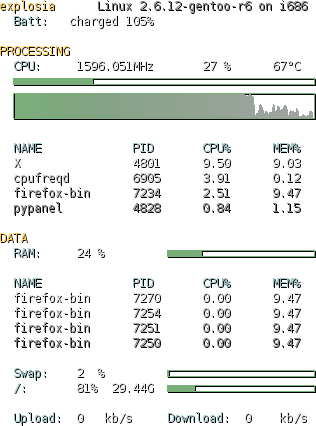 explosia Linux 2.6.12-gentoo-r6 on i686
Batt: charged 105%
PROCESSING
CPU: 1596.051MHz 27 % 67°C
NAME PID CPU% MEM%
X 4801 9.50 9.03
cpufreqd 6905 3.91 0.12
firefox-bin 7234 2.51 9.47
pypanel 4828 0.84 1.15
DATA
RAM: 24 %
NAME PID CPU% MEM%
firefox-bin 7270 0.00 9.47
firefox-bin 7254 0.00 9.47
firefox-bin 7251 0.00 9.47
firefox-bin 7250 0.00 9.47
Swap: 2 %
/: 81% 29.44G
Upload: 0 kb/s Download: 0 kb/s